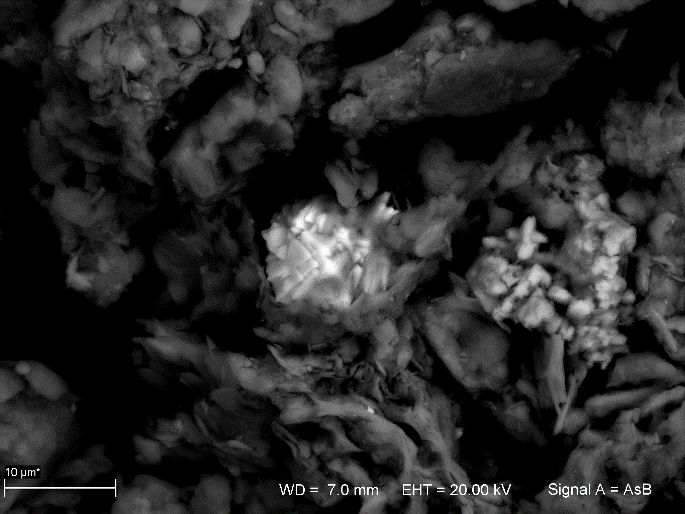 10 µm*
WD = 7.0 mm EHT = 20.00 kV Signal A = AsB